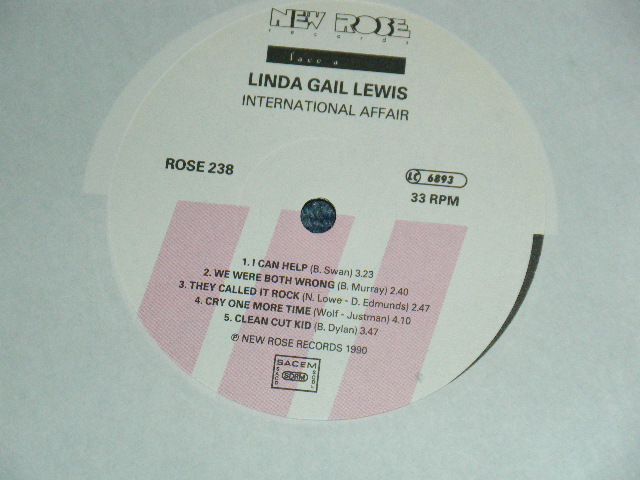 NEW ROSE
records
face a
LINDA GAIL LEWIS
INTERNATIONAL AFFAIR
ROSE 238
LC 6893
33 RPM
1. I CAN HELP (B. Swan) 3.23
2. WE WERE BOTH WRONG (B. Murray) 2.40
3. THEY CALLED IT ROCK (N. Lowe - D. Edmunds) 2.47
4. CRY ONE MORE TIME (Wolf - Justman) 4.10
5. CLEAN CUT KID (B. Dylan) 3.47
℗ NEW ROSE RECORDS 1990
SACEM
SACD SDRM SCGL